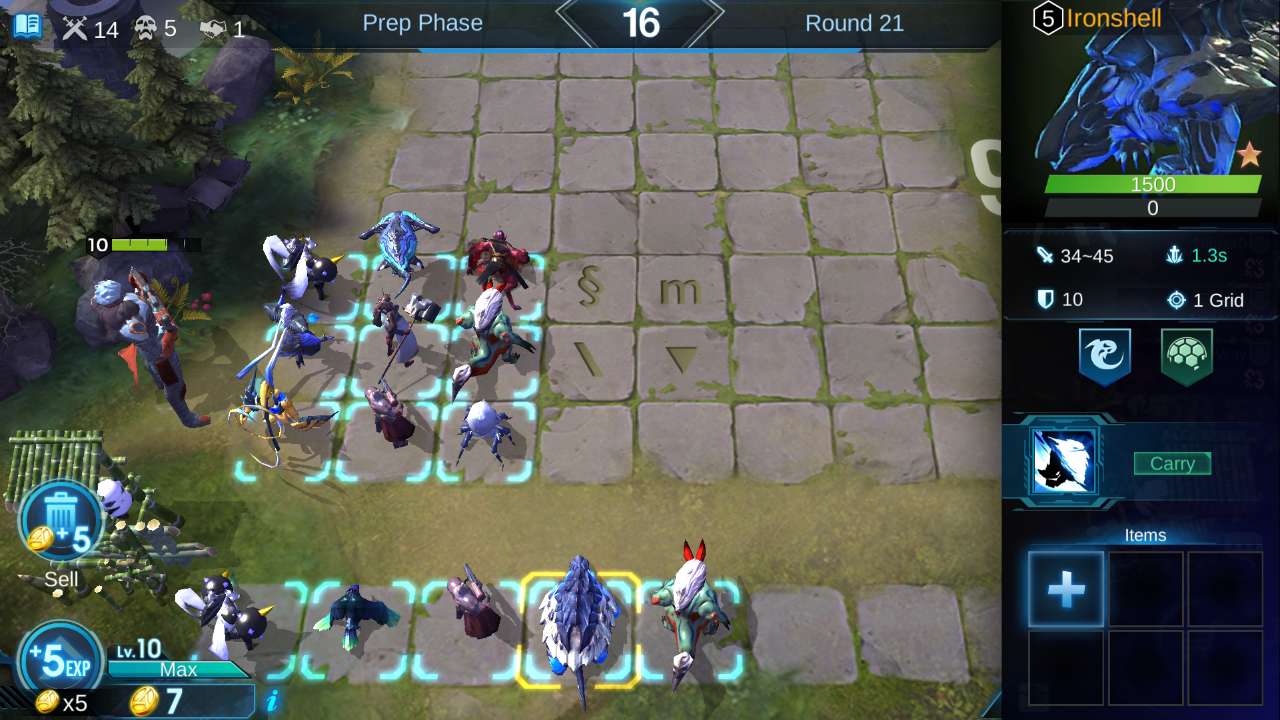 14 5 1
Prep Phase
16
Round 21
5 Ironshell
1500
0
34~45
1.3s
10
1 Grid
10
§ m
\ ▼
Carry
+5
Sell
Items
+
+5 EXP
Lv.10
Max
x5
7
i